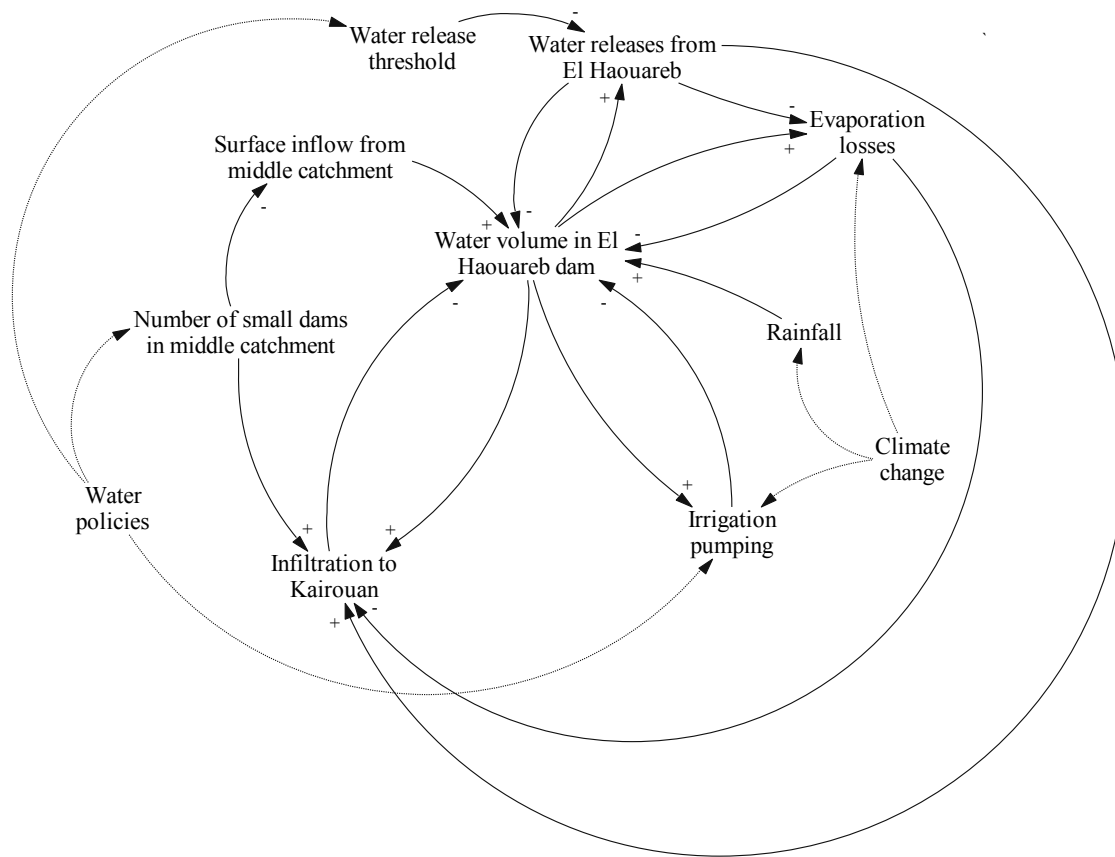 Water release
threshold
-
Water releases from
El Haouareb
+
-
Evaporation
losses
+
Surface inflow from
middle catchment
-
+
-
Water volume in El
Haouareb dam
-
+
-
-
Rainfall
Number of small dams
in middle catchment
Climate
change
Water
policies
+
Irrigation
pumping
+
+
Infiltration to
Kairouan
-
+